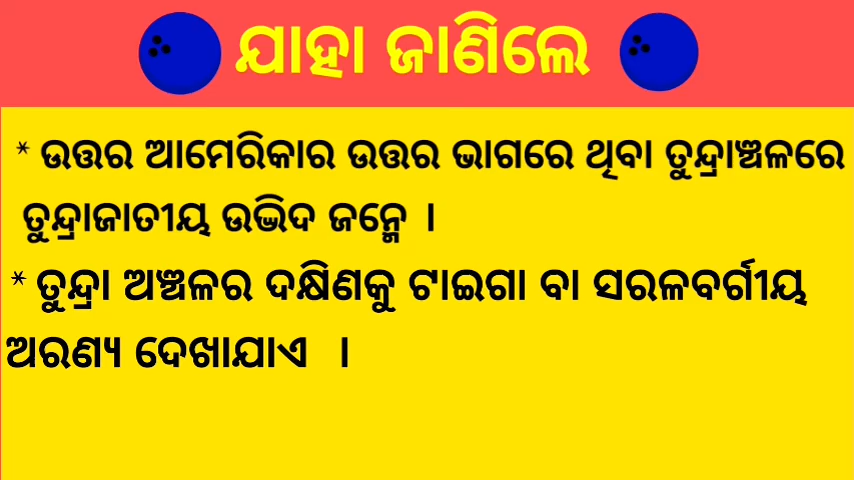 ଯାହା ଜାଣିଲେ
* ଉତ୍ତର ଆମେରିକାର ଉତ୍ତର ଭାଗରେ ଥିବା ତୁନ୍ଦ୍ରାଞ୍ଚଳରେ
ତୁନ୍ଦ୍ରାଜାତୀୟ ଉଦ୍ଭିଦ ଜନ୍ମେ ।
* ତୁନ୍ଦ୍ରା ଅଞ୍ଚଳର ଦକ୍ଷିଣକୁ ଟାଇଗା ବା ସରଳବର୍ଗୀୟ
ଅରଣ୍ୟ ଦେଖାଯାଏ ।